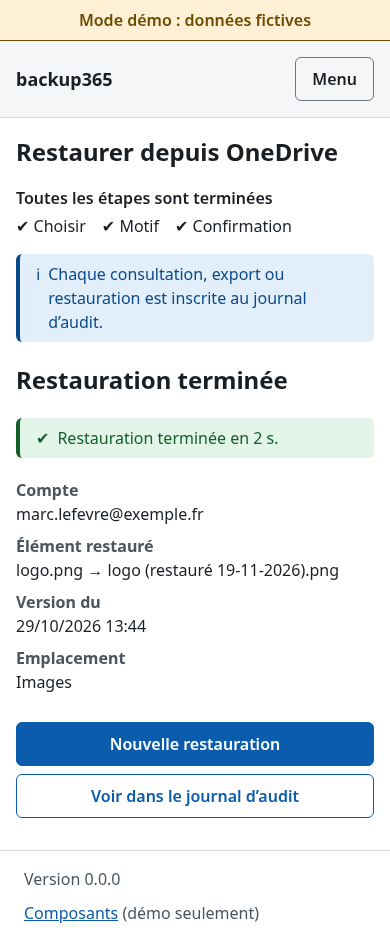 Mode démo : données fictives
backup365
Menu
Restaurer depuis OneDrive
Toutes les étapes sont terminées
✔ Choisir ✔ Motif ✔ Confirmation
i Chaque consultation, export ou
restauration est inscrite au journal
d’audit.
Restauration terminée
✔ Restauration terminée en 2 s.
Compte
marc.lefevre@exemple.fr
Élément restauré
logo.png → logo (restauré 19-11-2026).png
Version du
29/10/2026 13:44
Emplacement
Images
Nouvelle restauration
Voir dans le journal d’audit
Version 0.0.0
Composants (démo seulement)